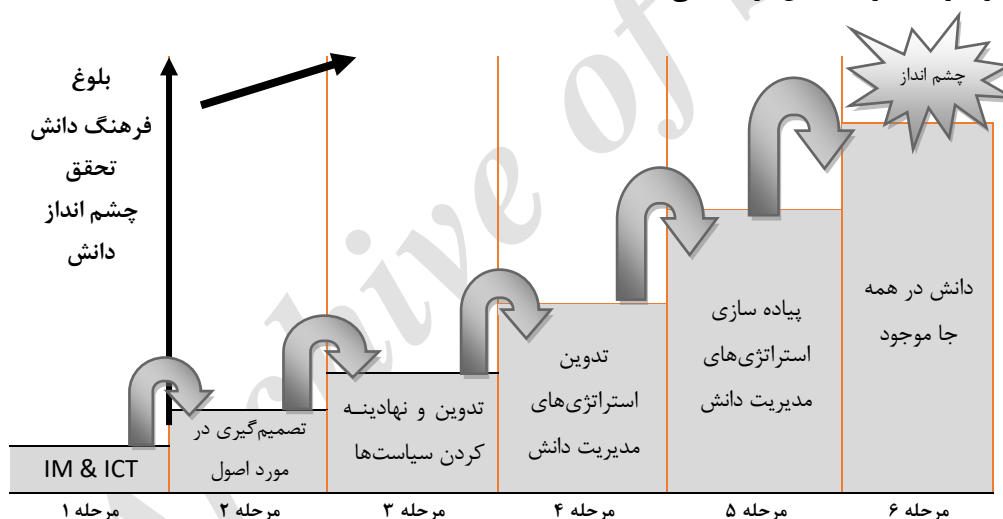 چشم انداز
بلوغ
فرهنگ دانش
تحقق
چشم انداز
دانش
IM & ICT
تصمیم‌گیری در
مورد اصول
تدوین و نهادینه
کردن سیاست‌ها
تدوین
استراتژی‌های
مدیریت دانش
پیاده سازی
استراتژی‌های
مدیریت دانش
دانش در همه
جا موجود
مرحله ۱
مرحله ۲
مرحله ۳
مرحله ۴
مرحله ۵
مرحله ۶
Archive of